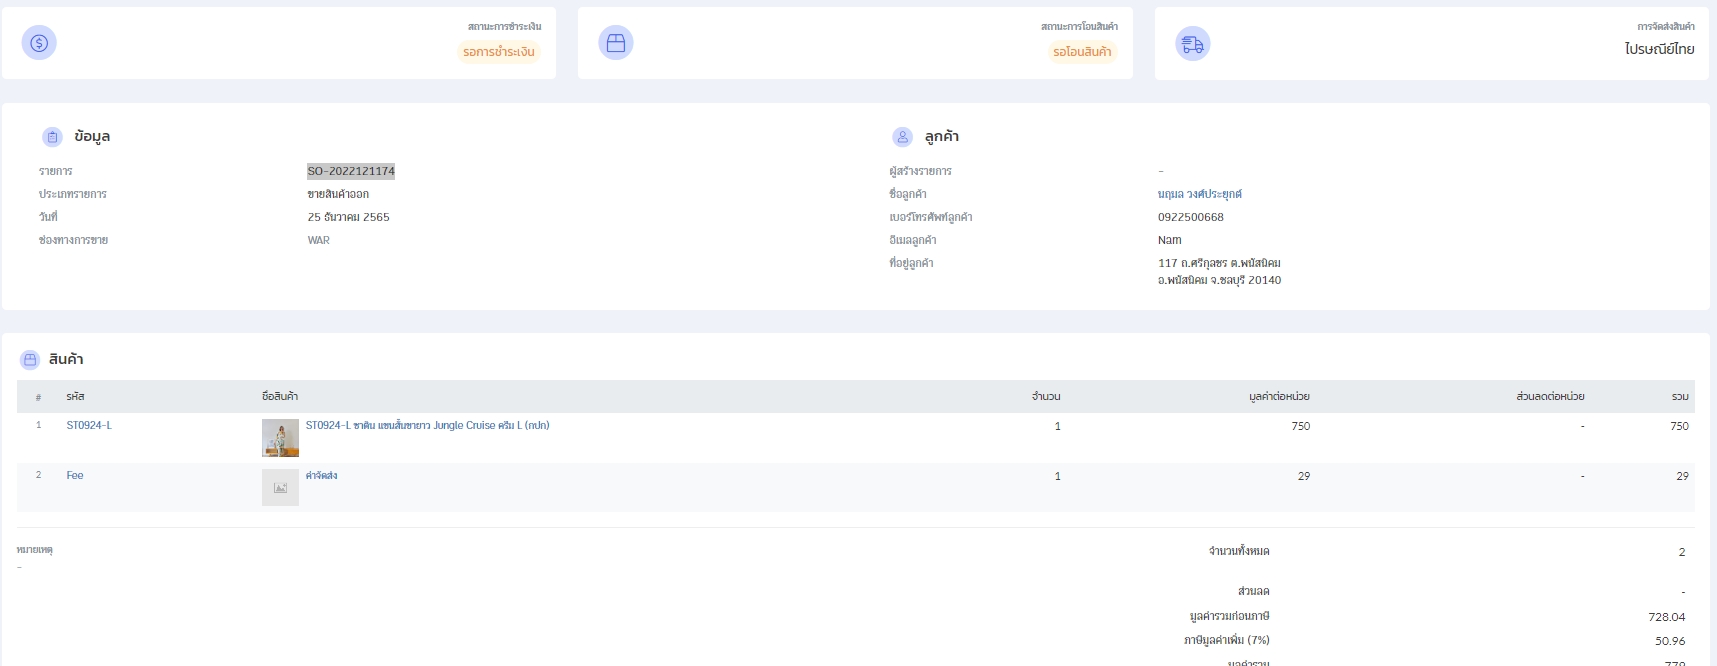 สถานะการชำระเงิน
รอการชำระเงิน
สถานะการโอนสินค้า
รอโอนสินค้า
การจัดส่งสินค้า
ไปรษณีย์ไทย
ข้อมูล
รายการ SO-2022121174
ประเภทรายการ ขายสินค้าออก
วันที่ 25 ธันวาคม 2565
ช่องทางการขาย WAR
ลูกค้า
ผู้สร้างรายการ -
ชื่อลูกค้า นฤมล วงศ์ประยุกต์
เบอร์โทรศัพท์ลูกค้า 0922500668
อีเมลลูกค้า Nam
ที่อยู่ลูกค้า 117 ถ.ศรีกุลชร ต.พนัสนิคม
อ.พนัสนิคม จ.ชลบุรี 20140
สินค้า
# รหัส ชื่อสินค้า จำนวน มูลค่าต่อหน่วย ส่วนลดต่อหน่วย รวม
1 ST0924-L ST0924-L ซาติน แขนสั้นขายาว Jungle Cruise ครีม L (กปก) 1 750 - 750
2 Fee ค่าจัดส่ง 1 29 - 29
หมายเหตุ
-
จำนวนทั้งหมด 2
ส่วนลด -
มูลค่ารวมก่อนภาษี 728.04
ภาษีมูลค่าเพิ่ม (7%) 50.96
มูลค่ารวม 779